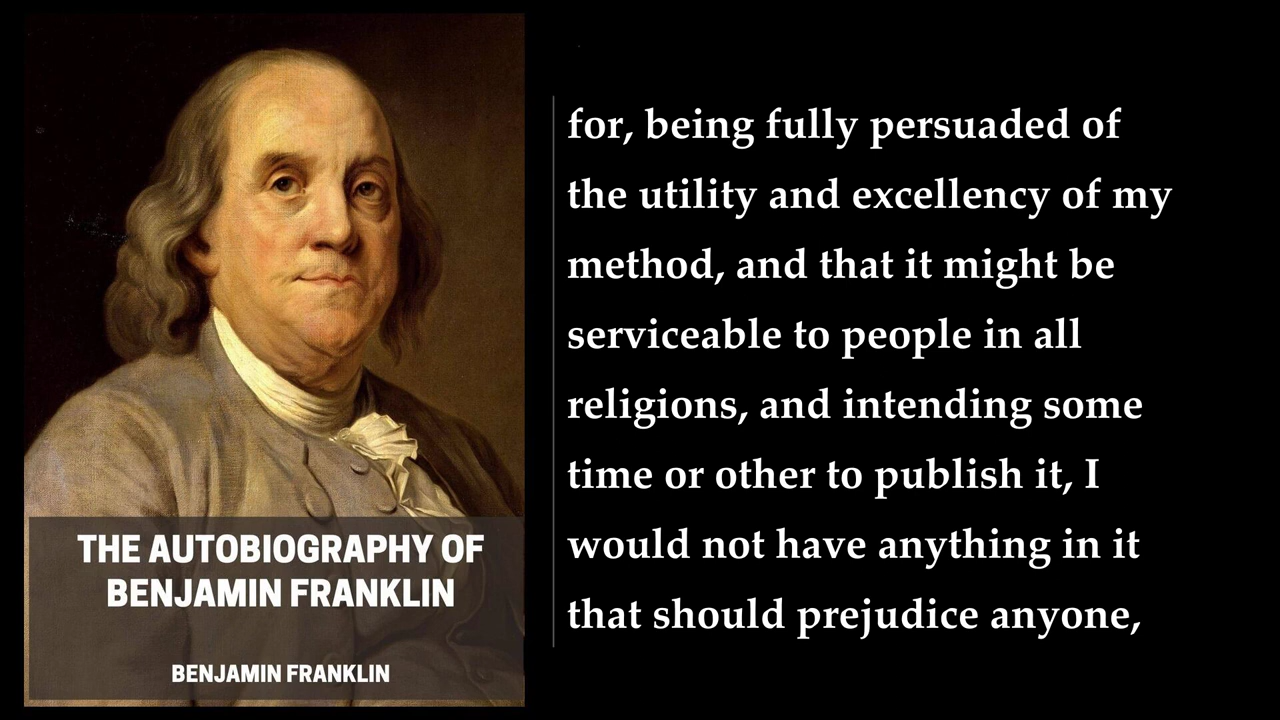 THE AUTOBIOGRAPHY OF
BENJAMIN FRANKLIN
BENJAMIN FRANKLIN
for, being fully persuaded of
the utility and excellency of my
method, and that it might be
serviceable to people in all
religions, and intending some
time or other to publish it, I
would not have anything in it
that should prejudice anyone,